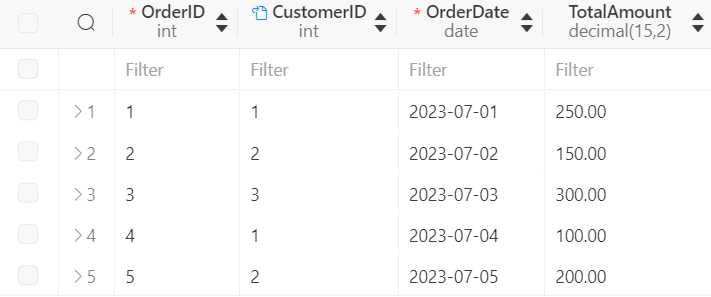 * OrderID CustomerID * OrderDate TotalAmount
int int date decimal(15,2)
Filter Filter Filter Filter
1 1 1 2023-07-01 250.00
2 2 2 2023-07-02 150.00
3 3 3 2023-07-03 300.00
4 4 1 2023-07-04 100.00
5 5 2 2023-07-05 200.00